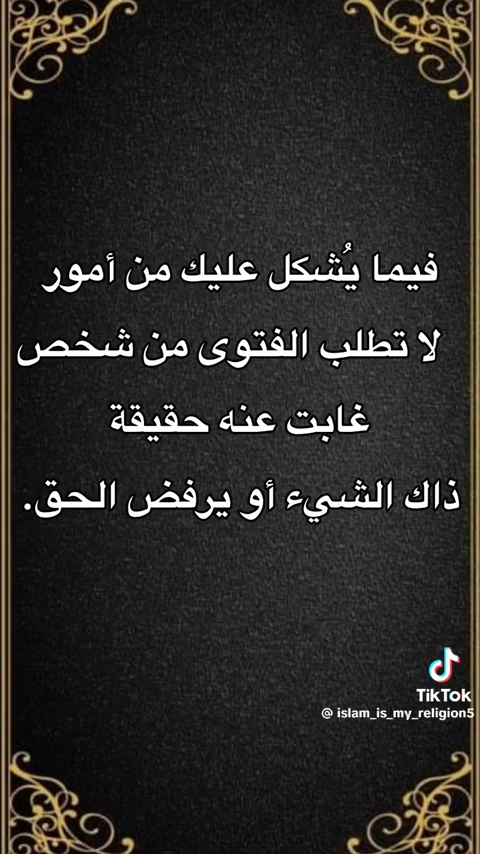 فيما يُشكل عليك من أمور
لا تطلب الفتوى من شخص
غابت عنه حقيقة
ذاك الشيء أو يرفض الحق.
TikTok
@ islam_is_my_religion5